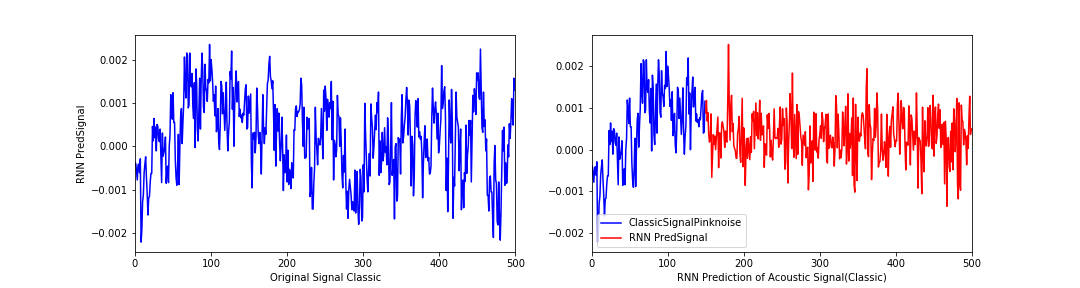 RNN PredSignal
0.002
0.001
0.000
−0.001
−0.002
0 100 200 300 400 500
Original Signal Classic
0.002
0.001
0.000
−0.001
−0.002
ClassicSignalPinknoise
RNN PredSignal
0 100 200 300 400 500
RNN Prediction of Acoustic Signal(Classic)